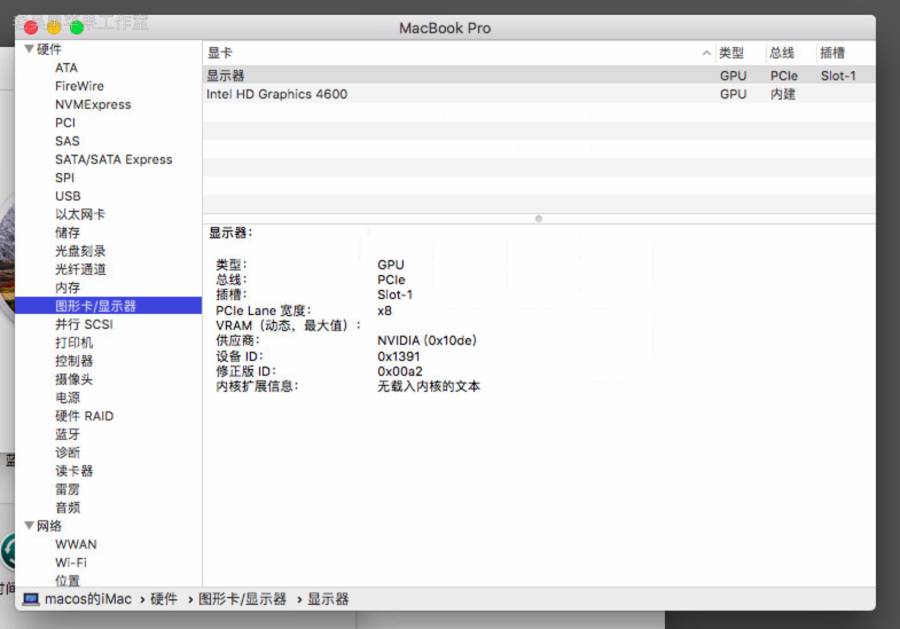 MacBook Pro
硬件
ATA
FireWire
NVMExpress
PCI
SAS
SATA/SATA Express
SPI
USB
以太网卡
储存
光盘刻录
光纤通道
内存
图形卡/显示器
并行 SCSI
打印机
控制器
摄像头
电源
硬件 RAID
蓝牙
诊断
读卡器
雷雳
音频
网络
WWAN
Wi-Fi
位置
显卡 类型 总线 插槽
显示器 GPU PCIe Slot-1
Intel HD Graphics 4600 GPU 内建
显示器：
类型： GPU
总线： PCIe
插槽： Slot-1
PCIe Lane 宽度： x8
VRAM（动态，最大值）：
供应商： NVIDIA (0x10de)
设备 ID： 0x1391
修正版 ID： 0x00a2
内核扩展信息： 无载入内核的文本
macos的iMac › 硬件 › 图形卡/显示器 › 显示器